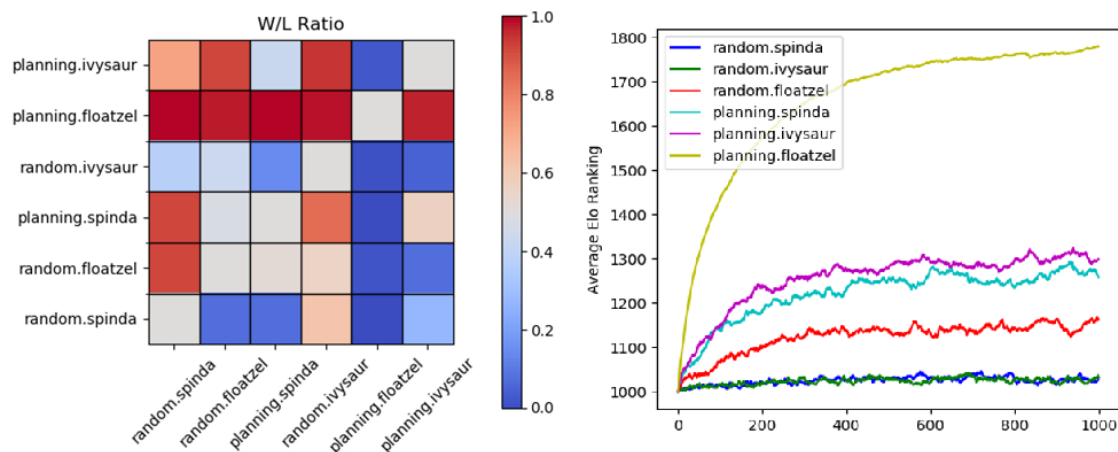 W/L Ratio
planning.ivysaur
planning.floatzel
random.ivysaur
planning.spinda
random.floatzel
random.spinda
random.spinda
random.floatzel
planning.spinda
random.ivysaur
planning.floatzel
planning.ivysaur
1.0
0.8
0.6
0.4
0.2
0.0
Average Elo Ranking
1800
1700
1600
1500
1400
1300
1200
1100
1000
random.spinda
random.ivysaur
random.floatzel
planning.spinda
planning.ivysaur
planning.floatzel
0 200 400 600 800 1000